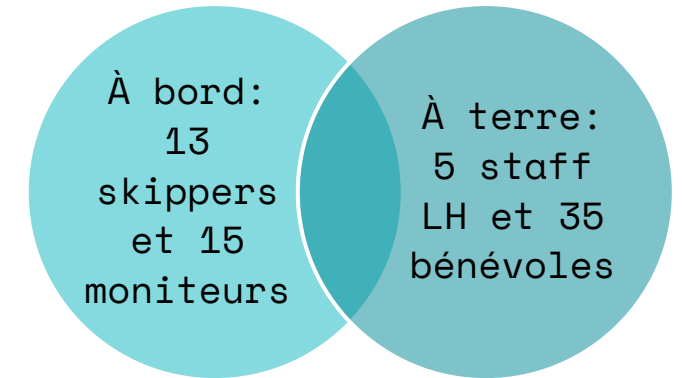 À bord:
13
skippers
et 15
moniteurs
À terre:
5 staff
LH et 35
bénévoles